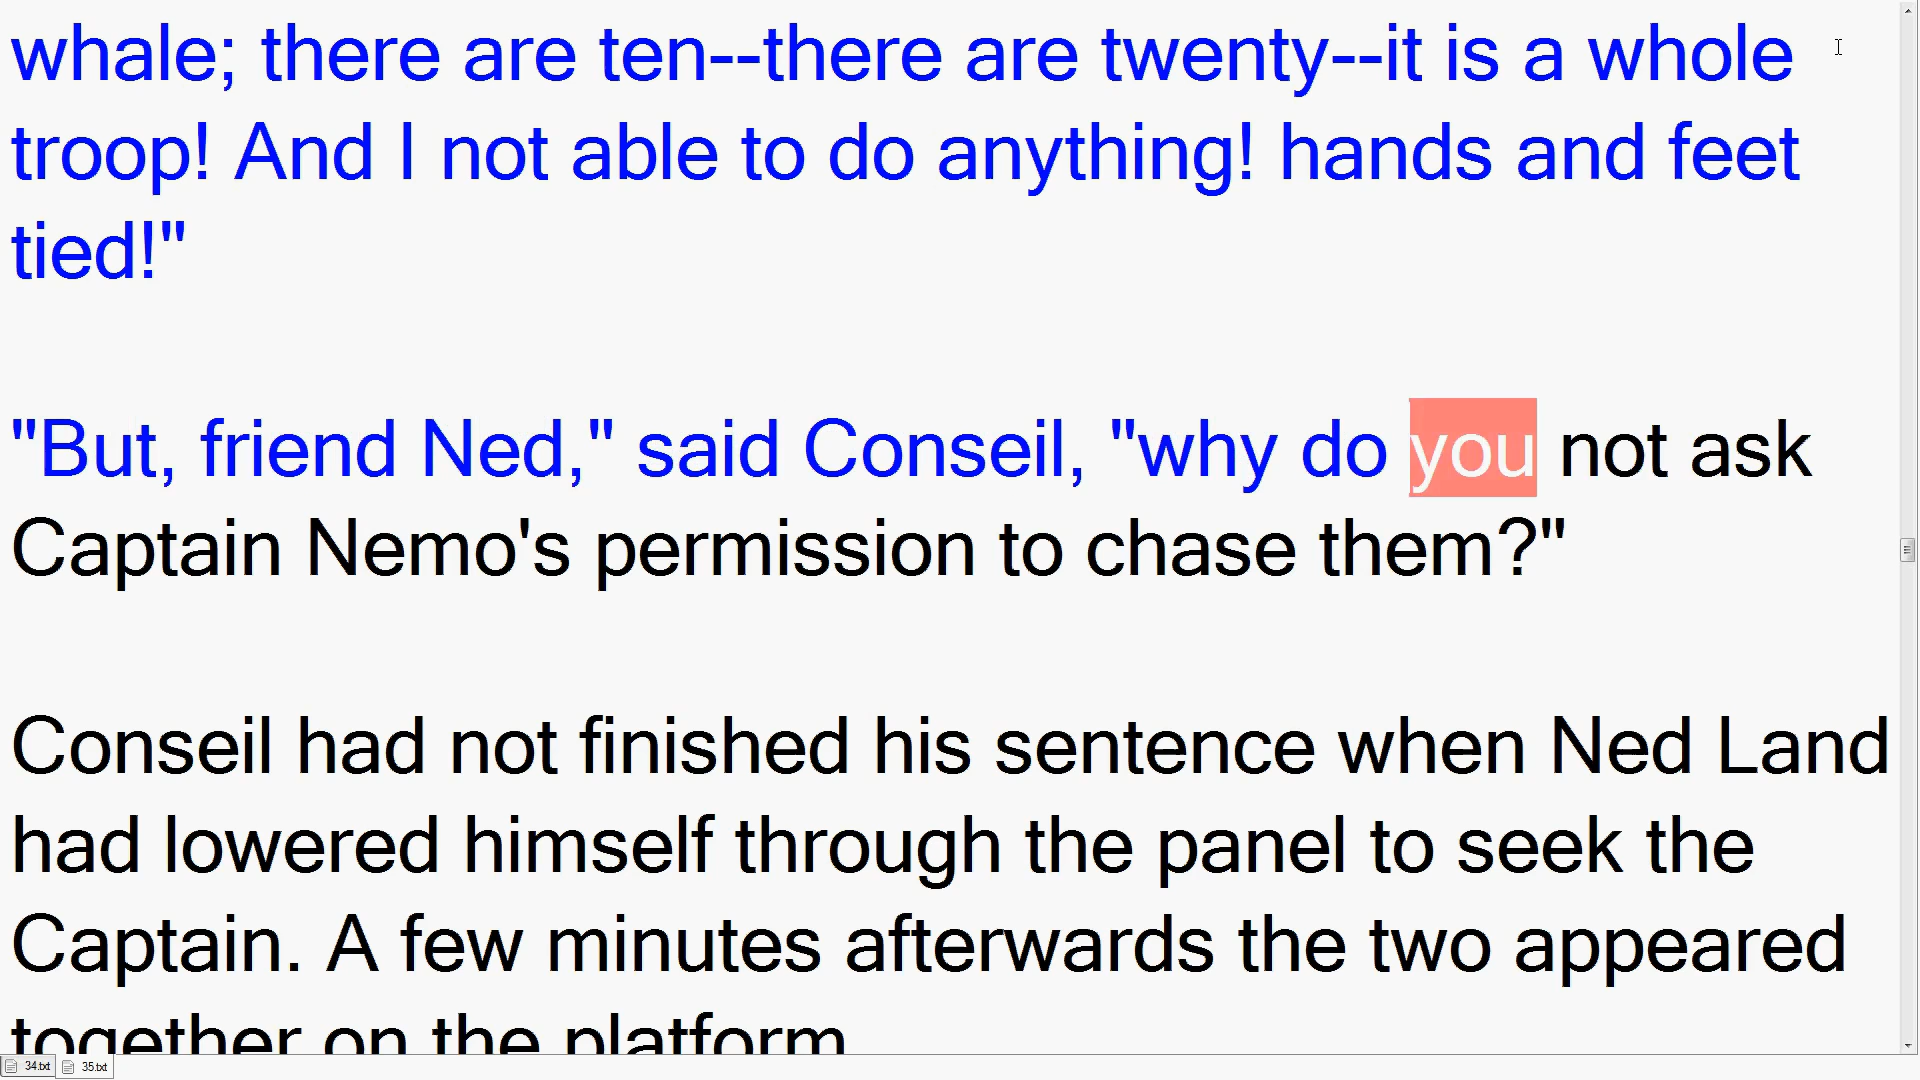 whale; there are ten--there are twenty--it is a whole
troop! And I not able to do anything! hands and feet
tied!"
"But, friend Ned," said Conseil, "why do you not ask
Captain Nemo's permission to chase them?"
Conseil had not finished his sentence when Ned Land
had lowered himself through the panel to seek the
Captain. A few minutes afterwards the two appeared
together on the platform
34.txt 35.txt